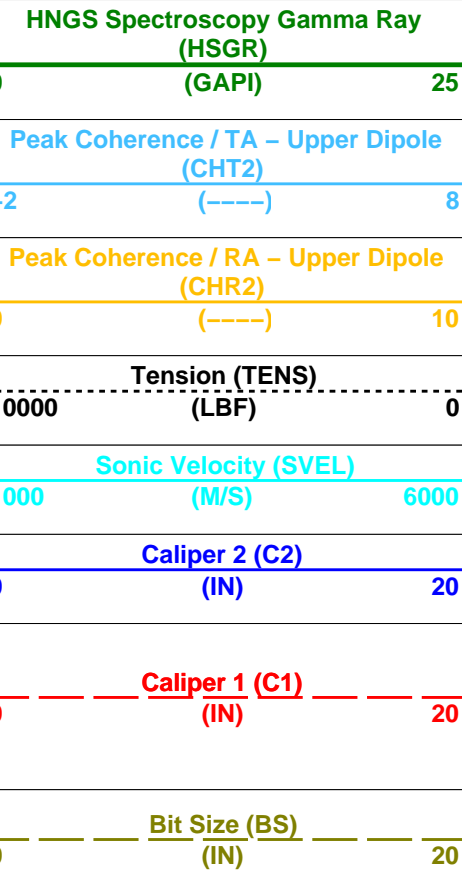 HNGS Spectroscopy Gamma Ray
(HSGR)
(GAPI) 25
Peak Coherence / TA – Upper Dipole
(CHT2)
-2 (––––) 8
Peak Coherence / RA – Upper Dipole
(CHR2)
(––––) 10
Tension (TENS)
0000 (LBF) 0
Sonic Velocity (SVEL)
000 (M/S) 6000
Caliper 2 (C2)
(IN) 20
Caliper 1 (C1)
(IN) 20
Bit Size (BS)
(IN) 20